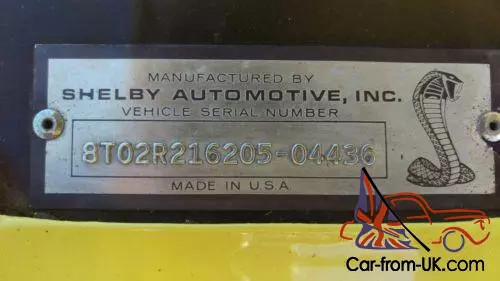 MANUFACTURED BY
SHELBY AUTOMOTIVE, INC.
VEHICLE SERIAL NUMBER
8T02R216205-04436
MADE IN U.S.A
Car-from-UK.com